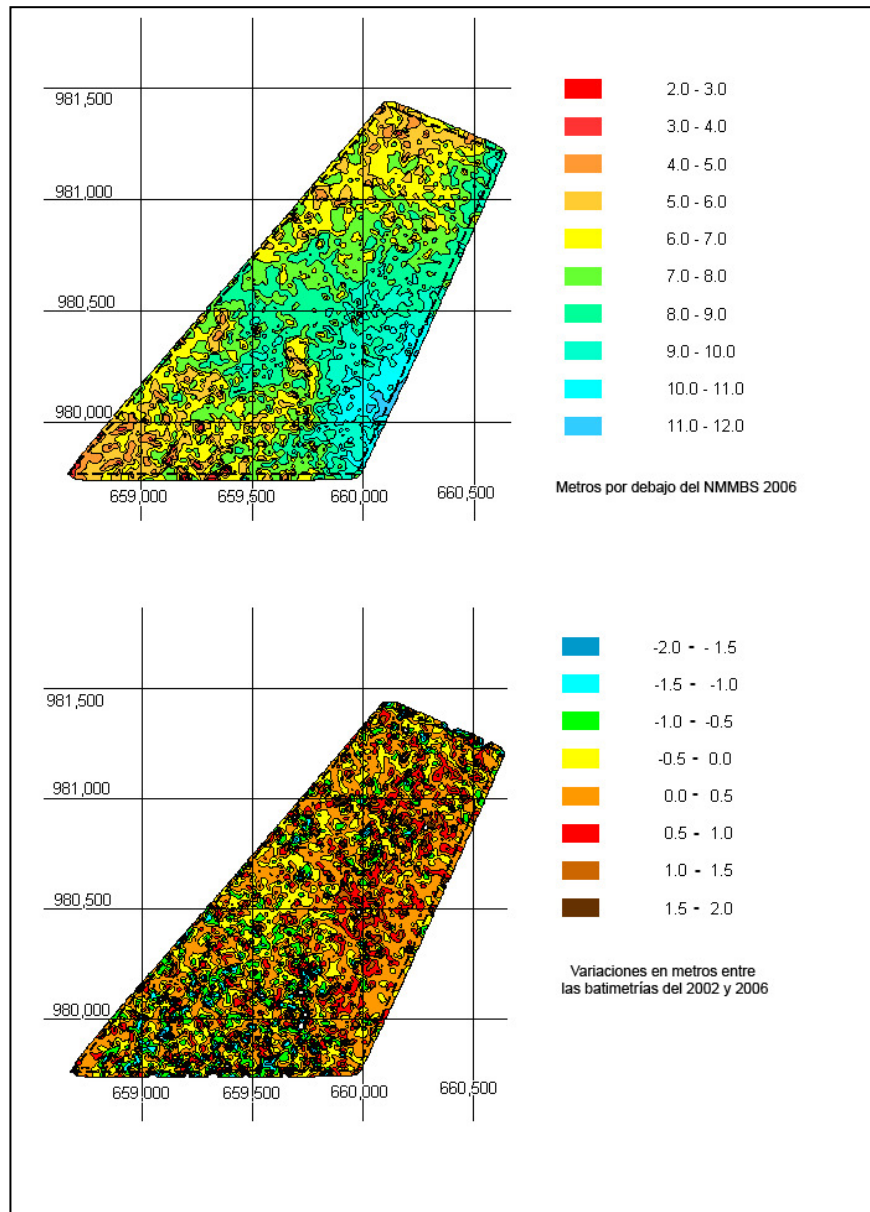 981,500
981,000
980,500
980,000
659,000
659,500
660,000
660,500
2.0 - 3.0
3.0 - 4.0
4.0 - 5.0
5.0 - 6.0
6.0 - 7.0
7.0 - 8.0
8.0 - 9.0
9.0 - 10.0
10.0 - 11.0
11.0 - 12.0
Metros por debajo del NMMBS 2006
981,500
981,000
980,500
980,000
659,000
659,500
660,000
660,500
-2.0 - - 1.5
-1.5 - -1.0
-1.0 - -0.5
-0.5 - 0.0
0.0 - 0.5
0.5 - 1.0
1.0 - 1.5
1.5 - 2.0
Variaciones en metros entre
las batimetrías del 2002 y 2006